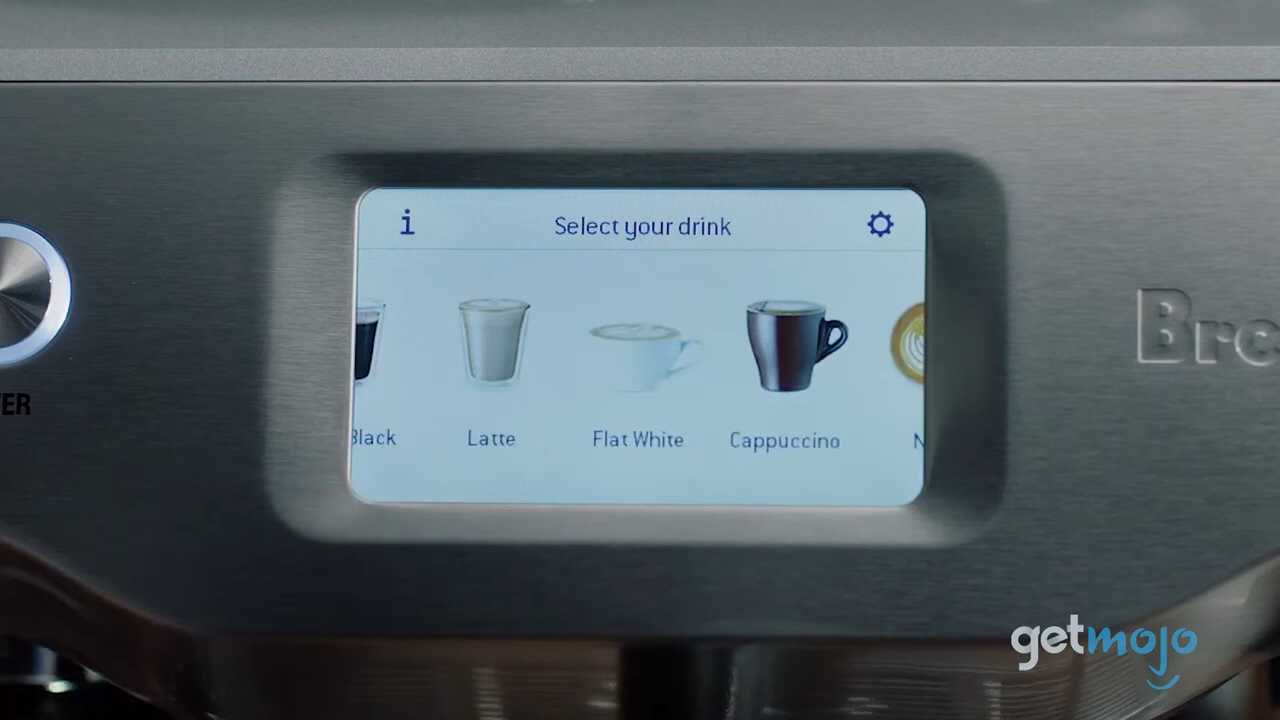 i Select your drink
Black Latte Flat White Cappuccino N
ER
Bre
getmojo